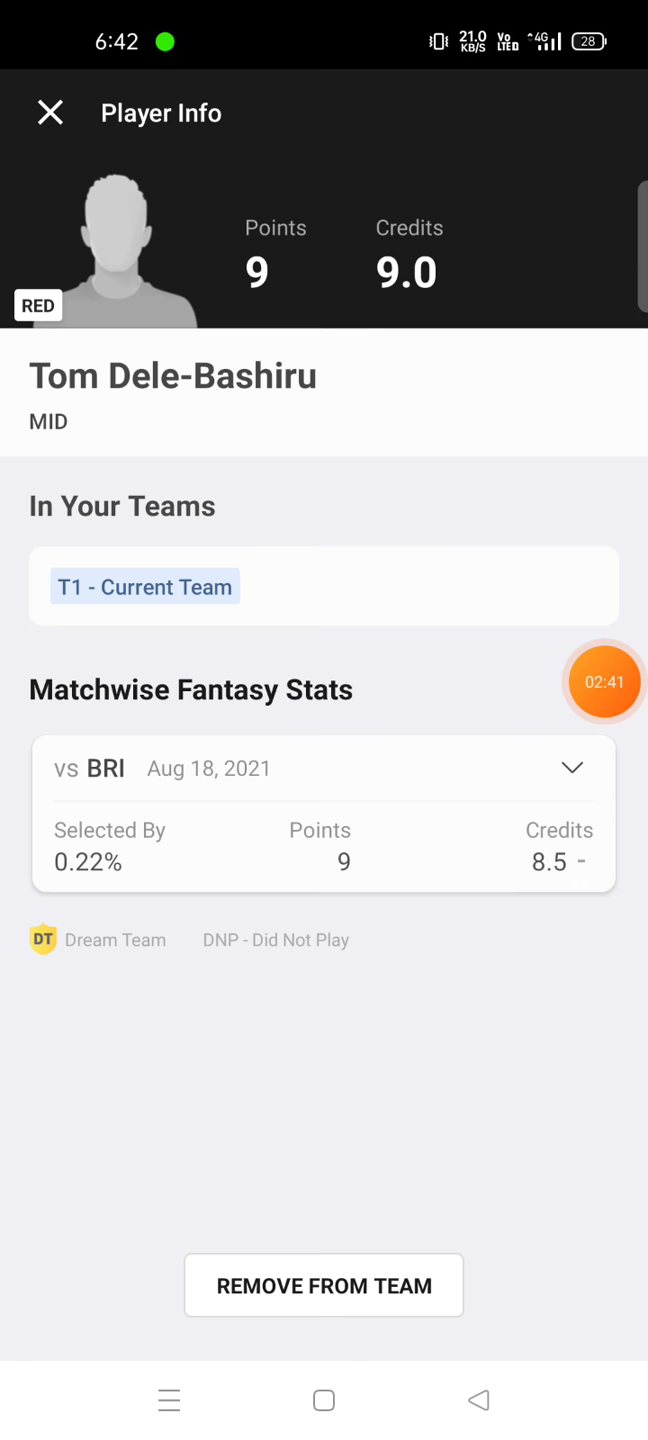 6:42 21.0 KB/S Vo LTE 4G 28
Player Info
Points Credits
9 9.0
RED
Tom Dele-Bashiru
MID
In Your Teams
T1 - Current Team
Matchwise Fantasy Stats
02:41
vs BRI Aug 18, 2021
Selected By Points Credits
0.22% 9 8.5 -
DT Dream Team DNP - Did Not Play
REMOVE FROM TEAM